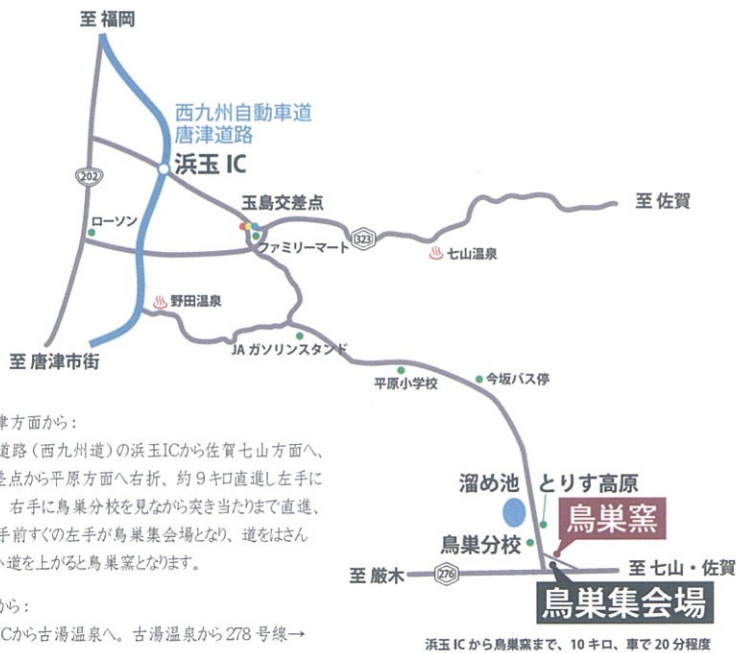 至 福岡
西九州自動車道
唐津道路
浜玉 IC
202
玉島交差点
至 佐賀
ローソン
ファミリーマート
323
七山温泉
野田温泉
至 唐津市街
JA ガソリンスタンド
平原小学校
今坂バス停
津方面から：
道路（西九州道）の浜玉ICから佐賀七山方面へ、
差点から平原方面へ右折、約９キロ直進し左手に
右手に鳥巣分校を見ながら突き当たりまで直進、
手前すぐの左手が鳥巣集会場となり、道をはさん
い道を上がると鳥巣窯となります。
から：
ICから古湯温泉へ。古湯温泉から278 号線→
溜め池
とりす高原
鳥巣窯
鳥巣分校
至 厳木
276
至 七山・佐賀
鳥巣集会場
浜玉 IC から鳥巣窯まで、10 キロ、車で 20 分程度